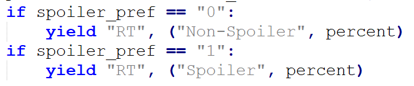 if spoiler_pref == "0":
    yield "RT", ("Non-Spoiler", percent)
if spoiler_pref == "1":
    yield "RT", ("Spoiler", percent)